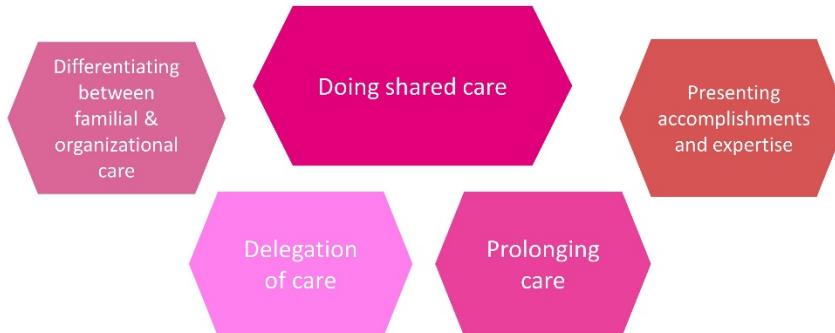 Differentiating
between
familial &
organizational
care
Doing shared care
Presenting
accomplishments
and expertise
Delegation
of care
Prolonging
care